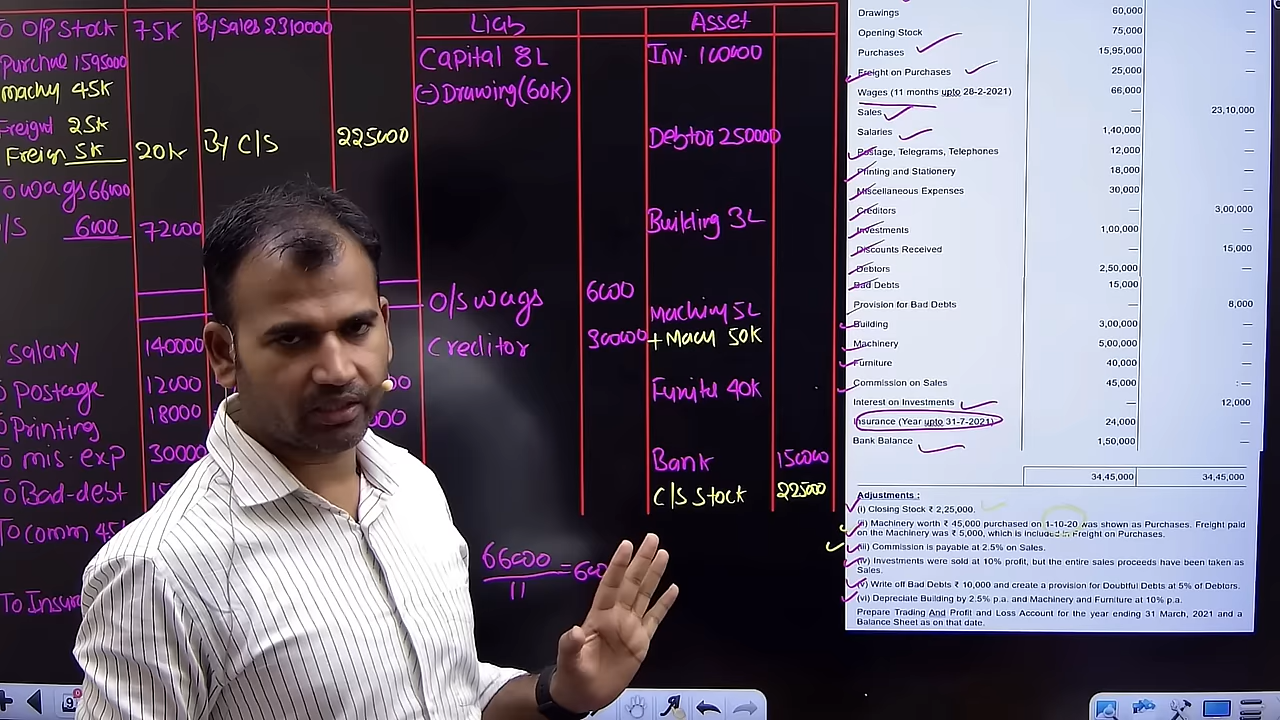 To O/P Stock 75K By Sales 2310000
Purchase 1595000
Machy 45K
Freight 25K
Freigh 5K 20K By C/S 225000
To wags 66000
O/S 6000 72000
Salary 140000
To Postage 12000
To Printing 18000
To mis. exp 30000
To Bad-debt
To comm 45
To Insur
Liab Asset
Capital 8L Inv. 100000
(-) Drawing (60K)
Debtor 250000
Building 3L
O/S wags 6000 Machiny 5L
Creditor 300000 + Mach 50K
Funitur 40K
Bank 150000
C/S Stock 225000
66000
11
= 600
Drawings 60,000 —
Opening Stock 75,000 —
Purchases 15,95,000 —
Freight on Purchases 25,000 —
Wages (11 months upto 28-2-2021) 66,000 —
Sales — 23,10,000
Salaries 1,40,000 —
Postage, Telegrams, Telephones 12,000 —
Printing and Stationery 18,000 —
Miscellaneous Expenses 30,000 —
Creditors — 3,00,000
Investments 1,00,000 —
Discounts Received — 15,000
Debtors 2,50,000 —
Bad Debts 15,000 —
Provision for Bad Debts — 8,000
Building 3,00,000 —
Machinery 5,00,000 —
Furniture 40,000 —
Commission on Sales 45,000 : —
Interest on Investments — 12,000
Insurance (Year upto 31-7-2021) 24,000 —
Bank Balance 1,50,000 —
34,45,000 34,45,000
Adjustments :
(i) Closing Stock ₹ 2,25,000.
(ii) Machinery worth ₹ 45,000 purchased on 1-10-20 was shown as Purchases. Freight paid
on the Machinery was ₹ 5,000, which is included in Freight on Purchases.
(iii) Commission is payable at 2.5% on Sales.
(iv) Investments were sold at 10% profit, but the entire sales proceeds have been taken as
Sales.
(v) Write off Bad Debts ₹ 10,000 and create a provision for Doubtful Debts at 5% of Debtors.
(vi) Depreciate Building by 2.5% p.a. and Machinery and Furniture at 10% p.a.
Prepare Trading And Profit and Loss Account for the year ending 31 March, 2021 and a
Balance Sheet as on that date.